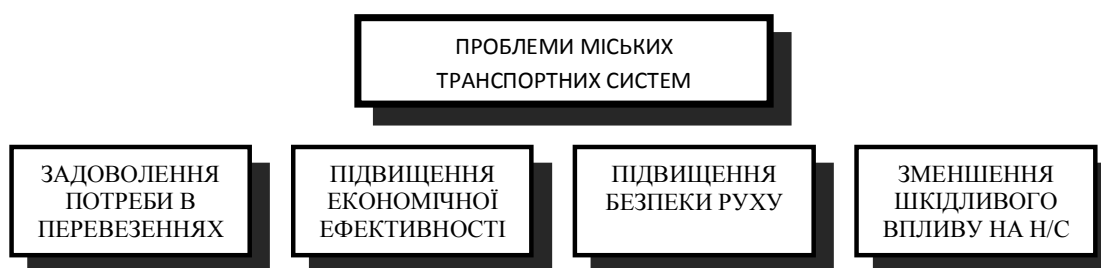 ПРОБЛЕМИ МІСЬКИХ
ТРАНСПОРТНИХ СИСТЕМ
ЗАДОВОЛЕННЯ
ПОТРЕБИ В
ПЕРЕВЕЗЕННЯХ
ПІДВИЩЕННЯ
ЕКОНОМІЧНОЇ
ЕФЕКТИВНОСТІ
ПІДВИЩЕННЯ
БЕЗПЕКИ РУХУ
ЗМЕНШЕННЯ
ШКІДЛИВОГО
ВПЛИВУ НА Н/С